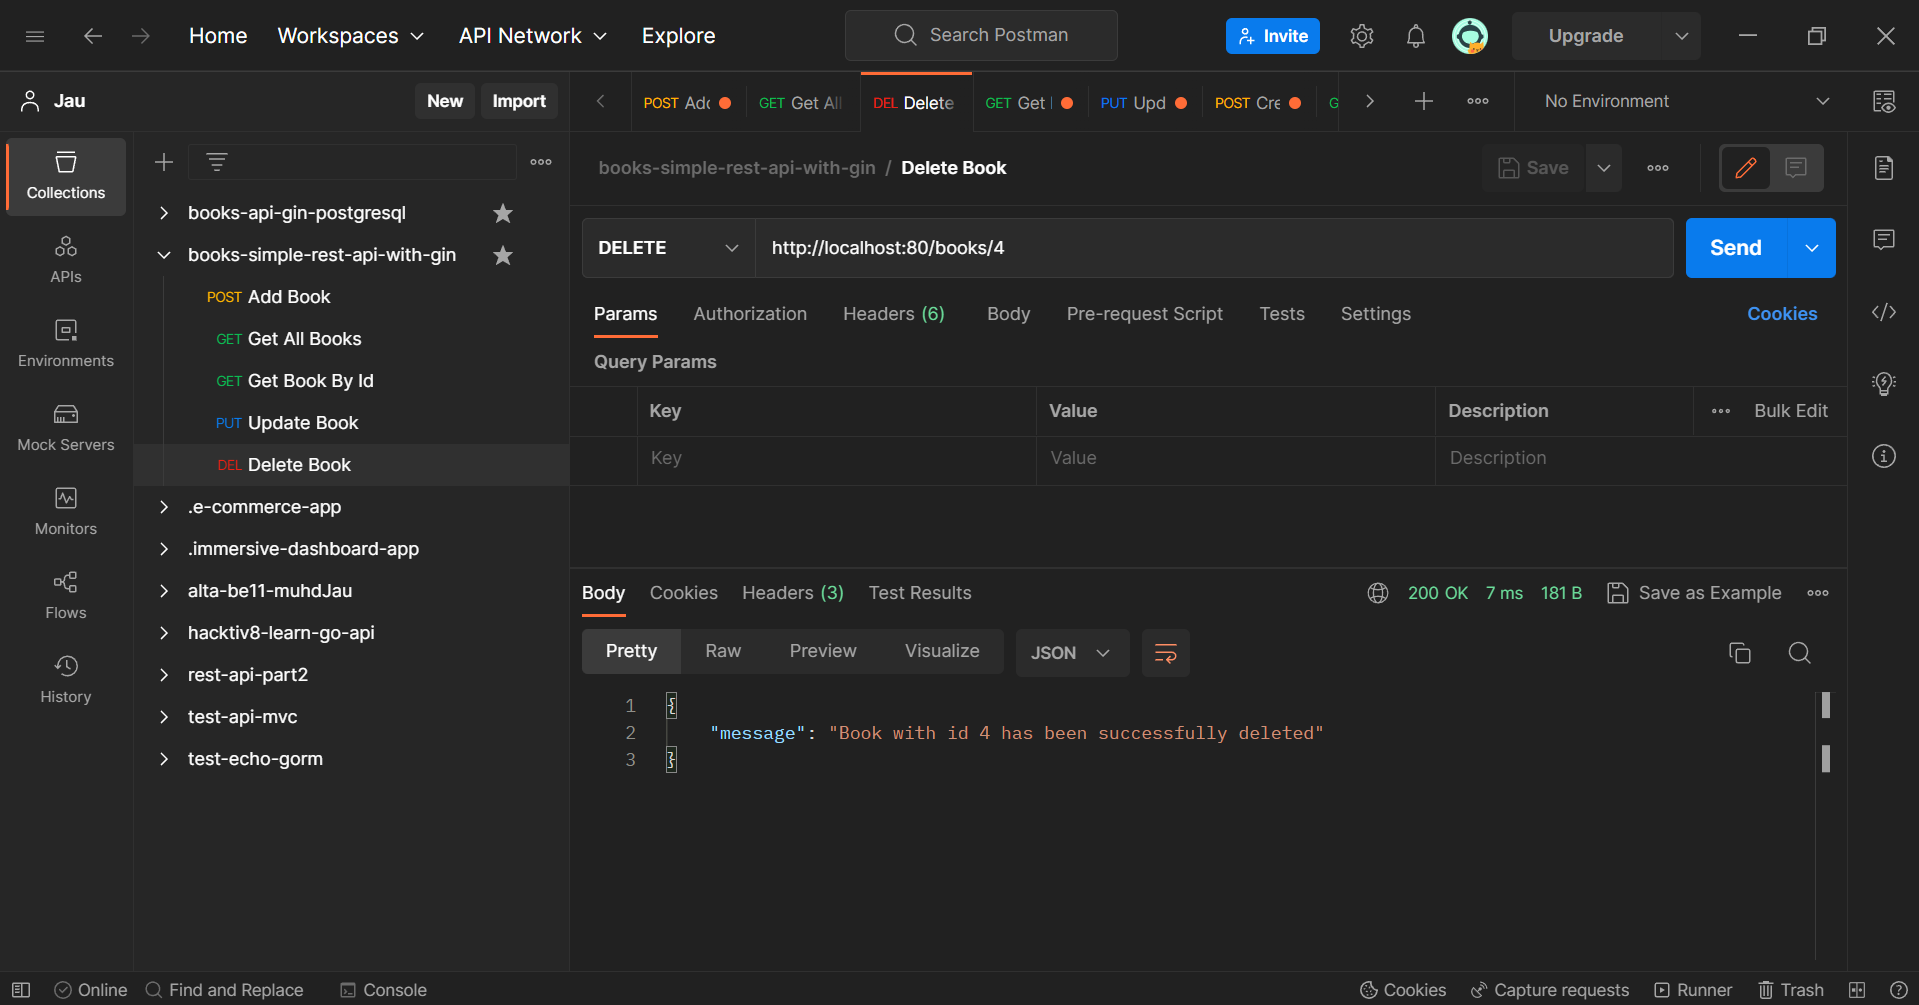 Home Workspaces API Network Explore Search Postman Invite Upgrade
Jau New Import
POST Add GET Get All DEL Delete GET Get PUT Upd POST Cre G No Environment
Collections
APIs
Environments
Mock Servers
Monitors
Flows
History
books-api-gin-postgresql
books-simple-rest-api-with-gin
POST Add Book
GET Get All Books
GET Get Book By Id
PUT Update Book
DEL Delete Book
.e-commerce-app
.immersive-dashboard-app
alta-be11-muhdJau
hacktiv8-learn-go-api
rest-api-part2
test-api-mvc
test-echo-gorm
books-simple-rest-api-with-gin / Delete Book Save
DELETE http://localhost:80/books/4 Send
Params Authorization Headers (6) Body Pre-request Script Tests Settings Cookies
Query Params
Key Value Description Bulk Edit
Key Value Description
Body Cookies Headers (3) Test Results 200 OK 7 ms 181 B Save as Example
Pretty Raw Preview Visualize JSON
1 {
2 "message": "Book with id 4 has been successfully deleted"
3 }
Online Find and Replace Console Cookies Capture requests Runner Trash